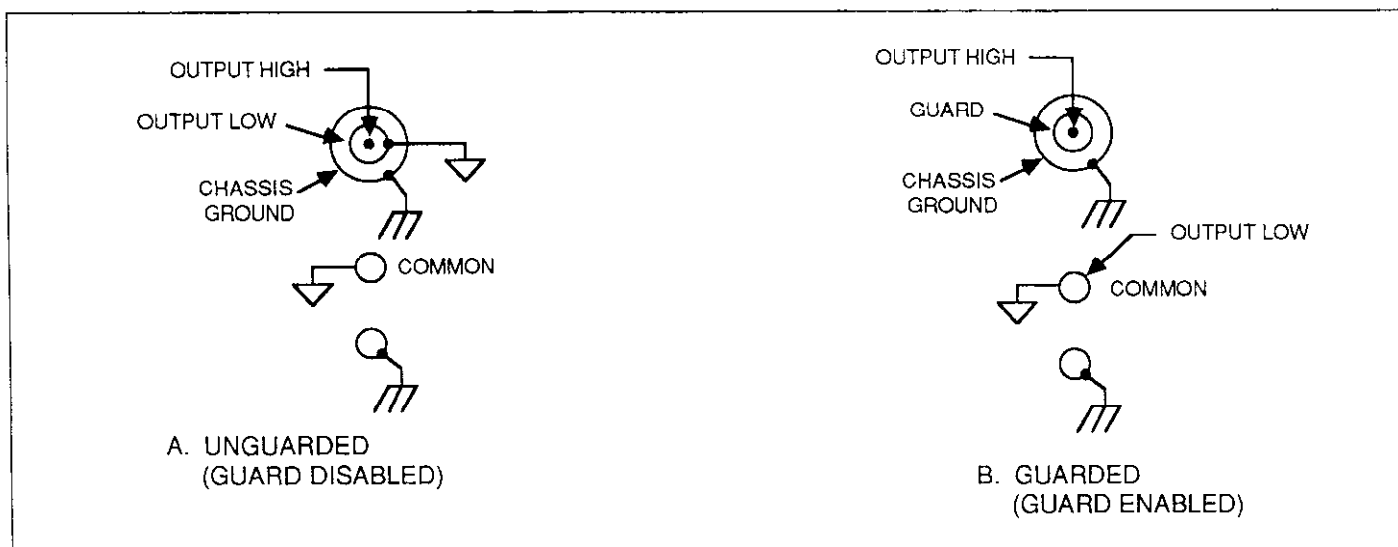 OUTPUT HIGH
OUTPUT LOW
CHASSIS
GROUND
COMMON
A. UNGUARDED
(GUARD DISABLED)
OUTPUT HIGH
GUARD
CHASSIS
GROUND
OUTPUT LOW
COMMON
B. GUARDED
(GUARD ENABLED)